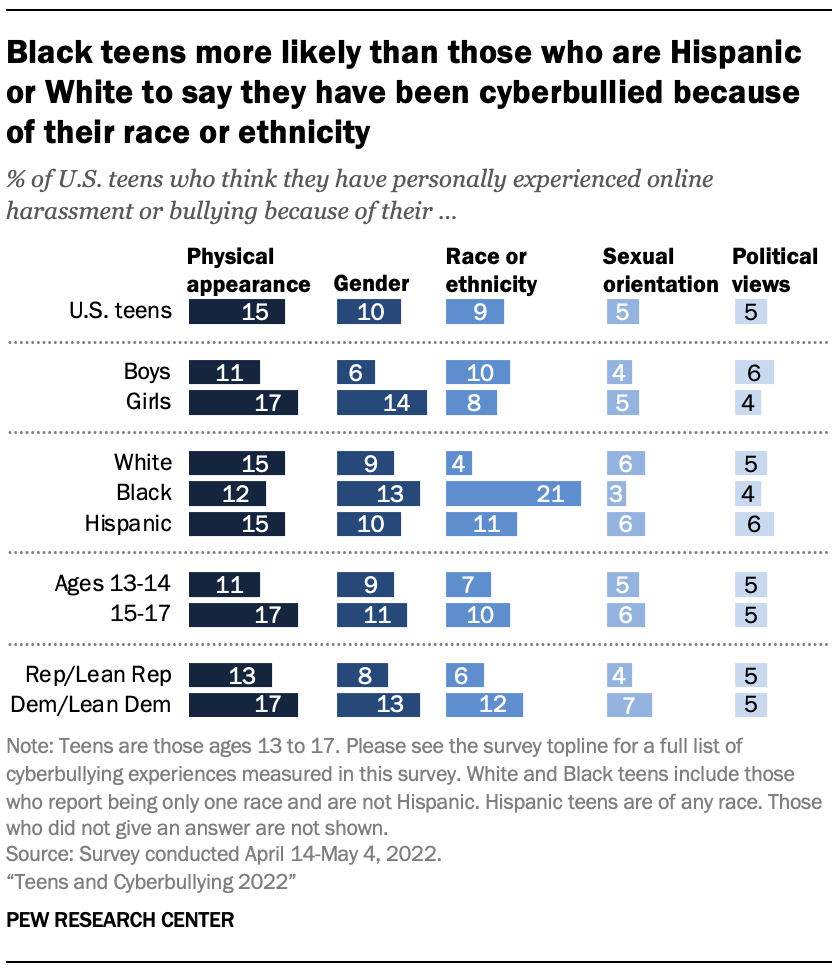 Black teens more likely than those who are Hispanic
or White to say they have been cyberbullied because
of their race or ethnicity
% of U.S. teens who think they have personally experienced online
harassment or bullying because of their ...
Physical appearance Gender Race or ethnicity Sexual orientation Political views
U.S. teens 15 10 9 5 5
Boys 11 6 10 4 6
Girls 17 14 8 5 4
White 15 9 4 6 5
Black 12 13 21 3 4
Hispanic 15 10 11 6 6
Ages 13-14 11 9 7 5 5
15-17 17 11 10 6 5
Rep/Lean Rep 13 8 6 4 5
Dem/Lean Dem 17 13 12 7 5
Note: Teens are those ages 13 to 17. Please see the survey topline for a full list of
cyberbullying experiences measured in this survey. White and Black teens include those
who report being only one race and are not Hispanic. Hispanic teens are of any race. Those
who did not give an answer are not shown.
Source: Survey conducted April 14-May 4, 2022.
“Teens and Cyberbullying 2022”
PEW RESEARCH CENTER